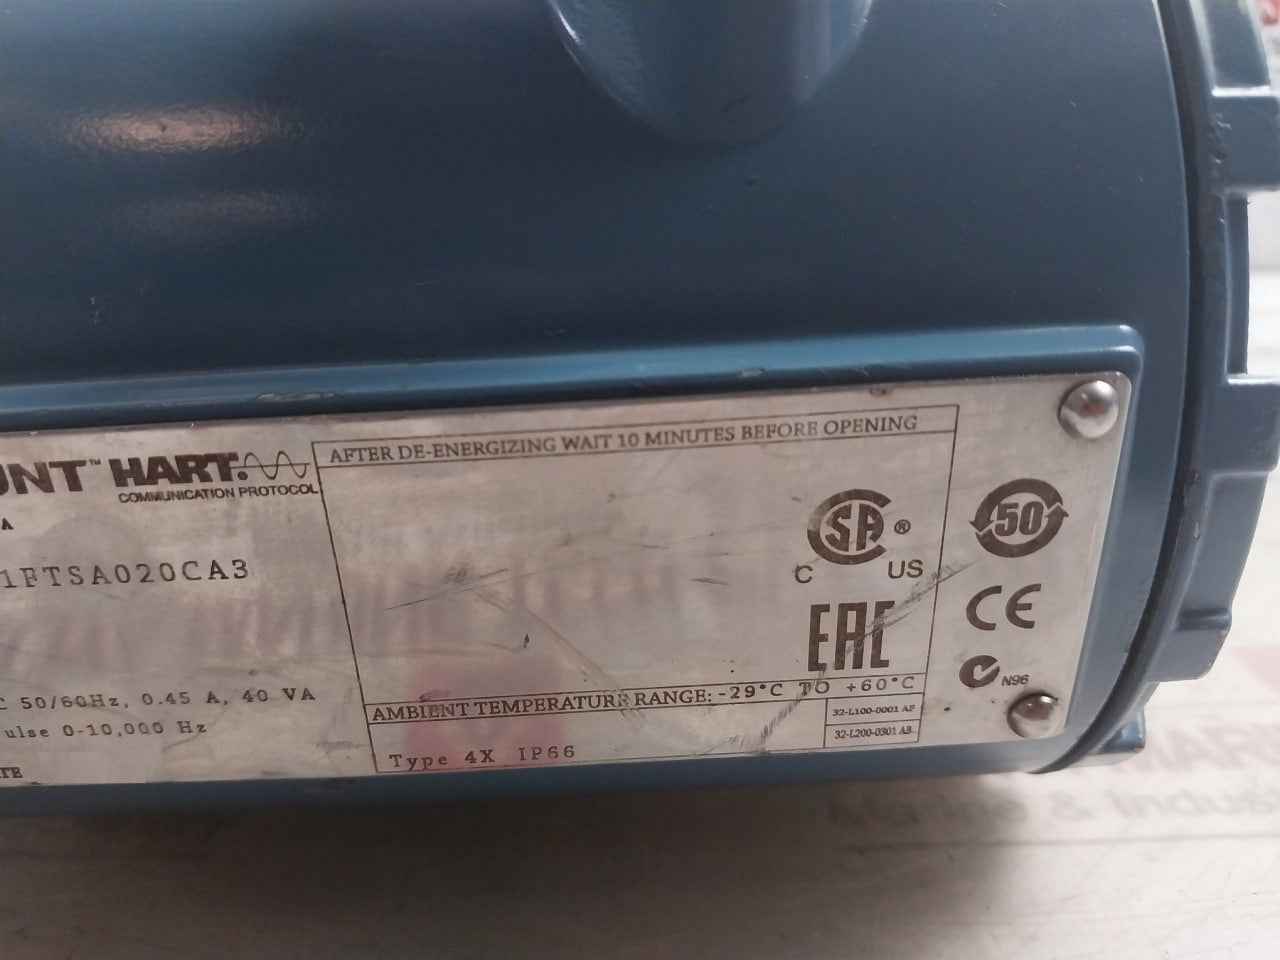 UNT™ HART
COMMUNICATION PROTOCOL
A
1FTSA020CA3
C 50/60Hz, 0.45 A, 40 VA
ulse 0-10,000 Hz
TE
AFTER DE-ENERGIZING WAIT 10 MINUTES BEFORE OPENING
SA ®
C US
EAC
AMBIENT TEMPERATURE RANGE: -29°C TO +60°C
Type 4X IP66
32-L100-0001 AF
32-L200-0301 AB
50
CE
N96